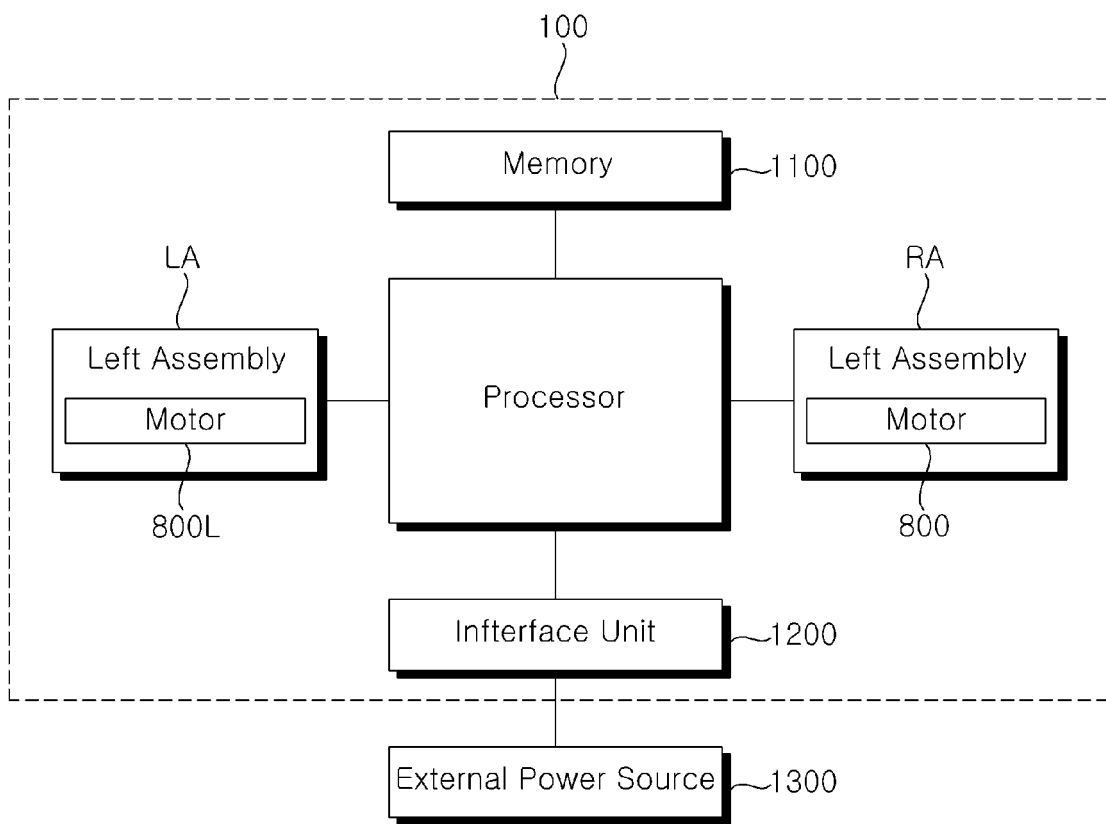 100
Memory
1100
LA
RA
Left Assembly
Motor
800L
Processor
Left Assembly
Motor
800
Infterface Unit
1200
External Power Source
1300